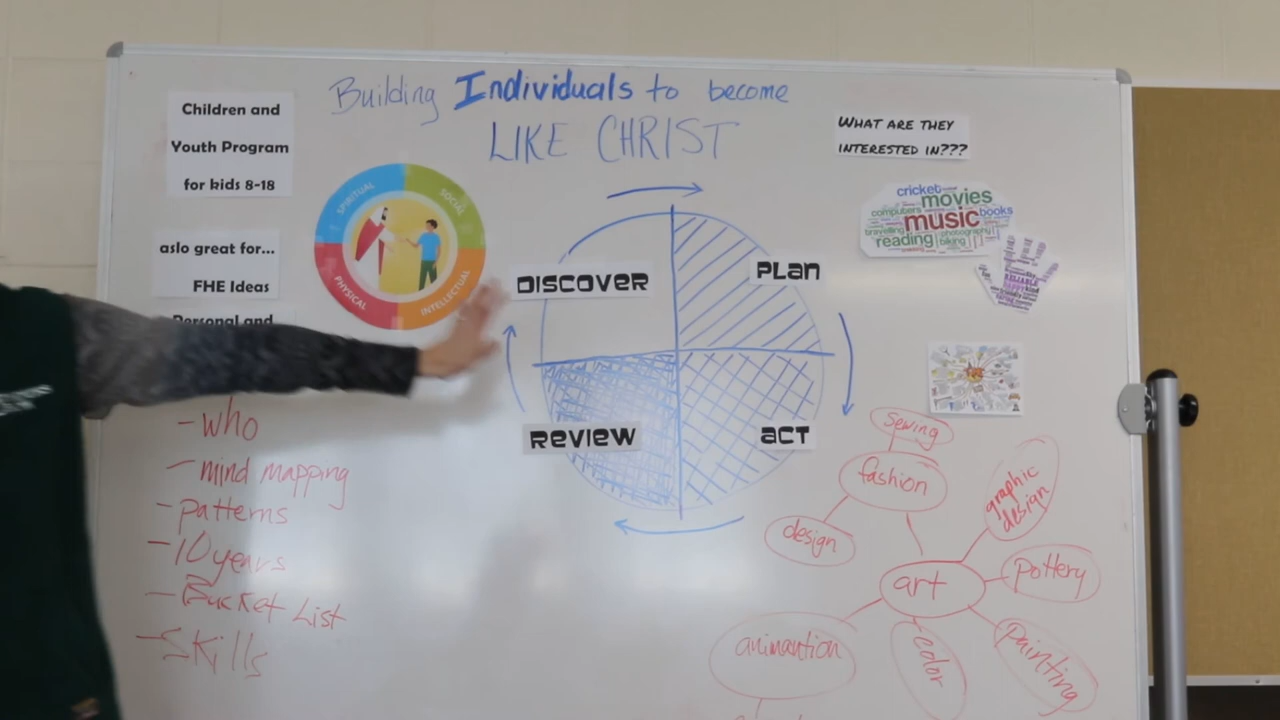 Building Individuals to become
LIKE CHRIST
Children and
Youth Program
for kids 8-18
aslo great for...
FHE Ideas
Personal and
SPIRITUAL
SOCIAL
PHYSICAL
INTELLECTUAL
DISCOVER
PLAN
REVIEW
ACT
WHAT ARE THEY
INTERESTED IN???
cricket
movies
computers
music
books
travelling
photography
reading
biking
RELIABLE
- who
- mind mapping
- patterns
- 10 years
- Bucket List
- Skills
sewing
fashion
design
graphic
design
art
pottery
painting
color
animantion